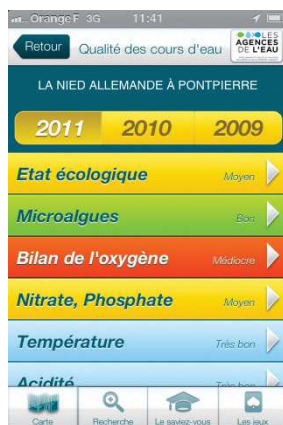 Orange F 3G 11:41
Retour Qualité des cours d'eau LES AGENCES DE L'EAU
LA NIED ALLEMANDE À PONTPIERRE
2011 2010 2009
Etat écologique Moyen
Microalgues Bon
Bilan de l'oxygène Médiocre
Nitrate, Phosphate Moyen
Température Très bon
Acidité Très bon
Carte Recherche Le saviez-vous Les jeux